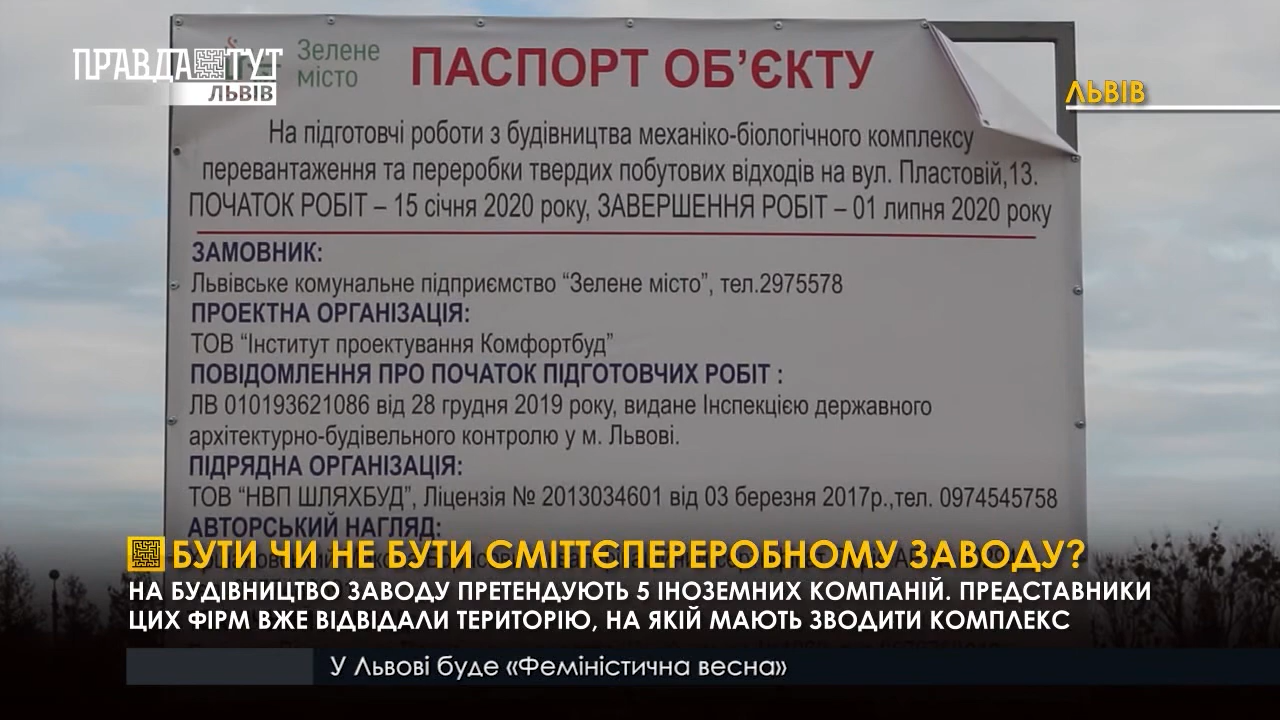 ПРАВДА ТУТ
ЛЬВІВ
Зелене
місто
ПАСПОРТ ОБ’ЄКТУ
ЛЬВІВ
На підготовчі роботи з будівництва механіко-біологічного комплексу
перевантаження та переробки твердих побутових відходів на вул. Пластовій,13.
ПОЧАТОК РОБІТ – 15 січня 2020 року, ЗАВЕРШЕННЯ РОБІТ – 01 липня 2020 року
ЗАМОВНИК:
Львівське комунальне підприємство “Зелене місто”, тел.2975578
ПРОЕКТНА ОРГАНІЗАЦІЯ:
ТОВ “Інститут проектування Комфортбуд”
ПОВІДОМЛЕННЯ ПРО ПОЧАТОК ПІДГОТОВЧИХ РОБІТ :
ЛВ 010193621086 від 28 грудня 2019 року, видане Інспекцією державного
архітектурно-будівельного контролю у м. Львові.
ПІДРЯДНА ОРГАНІЗАЦІЯ:
ТОВ “НВП ШЛЯХБУД”, Ліцензія № 2013034601 від 03 березня 2017р.,тел. 0974545758
АВТОРСЬКИЙ НАГЛЯД:
БУТИ ЧИ НЕ БУТИ СМІТТЄПЕРЕРОБНОМУ ЗАВОДУ?
НА БУДІВНИЦТВО ЗАВОДУ ПРЕТЕНДУЮТЬ 5 ІНОЗЕМНИХ КОМПАНІЙ. ПРЕДСТАВНИКИ
ЦИХ ФІРМ ВЖЕ ВІДВІДАЛИ ТЕРИТОРІЮ, НА ЯКІЙ МАЮТЬ ЗВОДИТИ КОМПЛЕКС
У Львові буде «Феміністична весна»